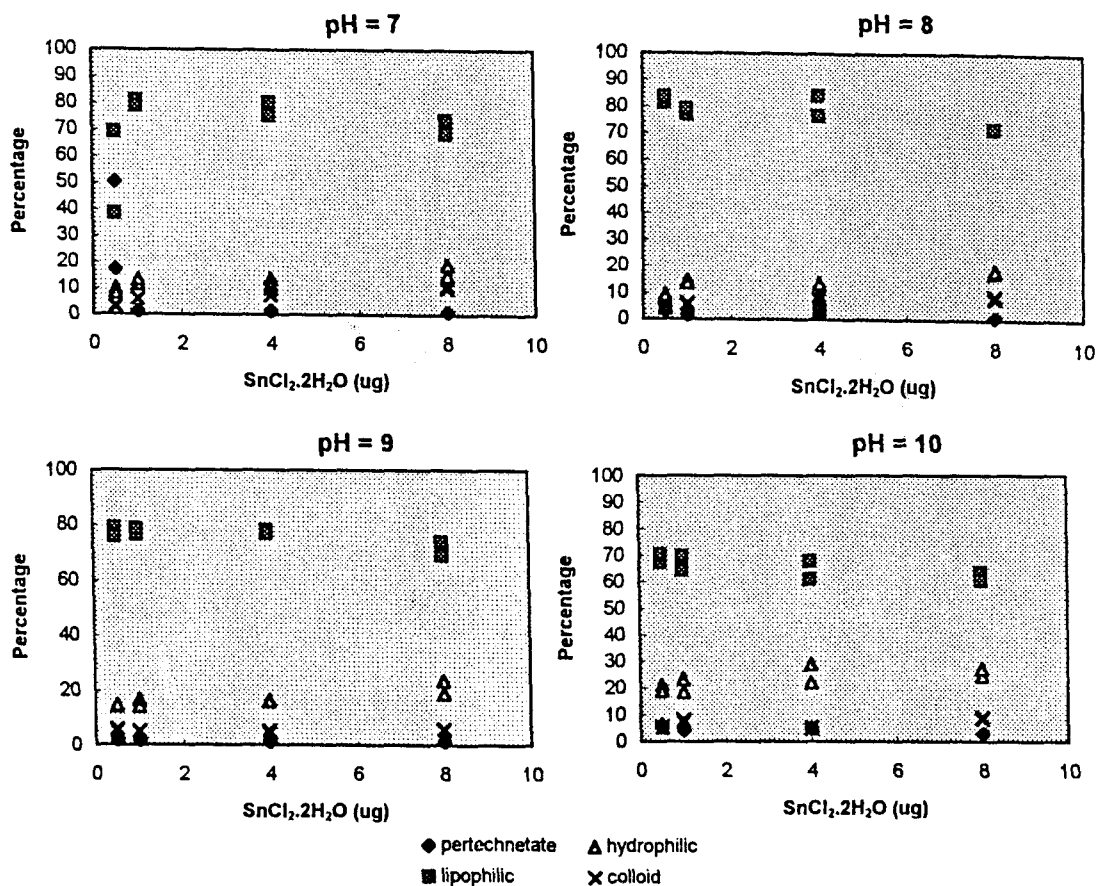 pH = 7
100
90
80
70
60
50
40
30
20
10
0
Percentage
0 2 4 6 8 10
SnCl₂.2H₂O (ug)
pH = 8
100
90
80
70
60
50
40
30
20
10
0
Percentage
0 2 4 6 8 10
SnCl₂.2H₂O (ug)
pH = 9
100
80
60
40
20
0
Percentage
0 2 4 6 8 10
SnCl₂.2H₂O (ug)
pH = 10
100
90
80
70
60
50
40
30
20
10
0
Percentage
0 2 4 6 8 10
SnCl₂.2H₂O (ug)
pertechnetate hydrophilic
lipophilic colloid